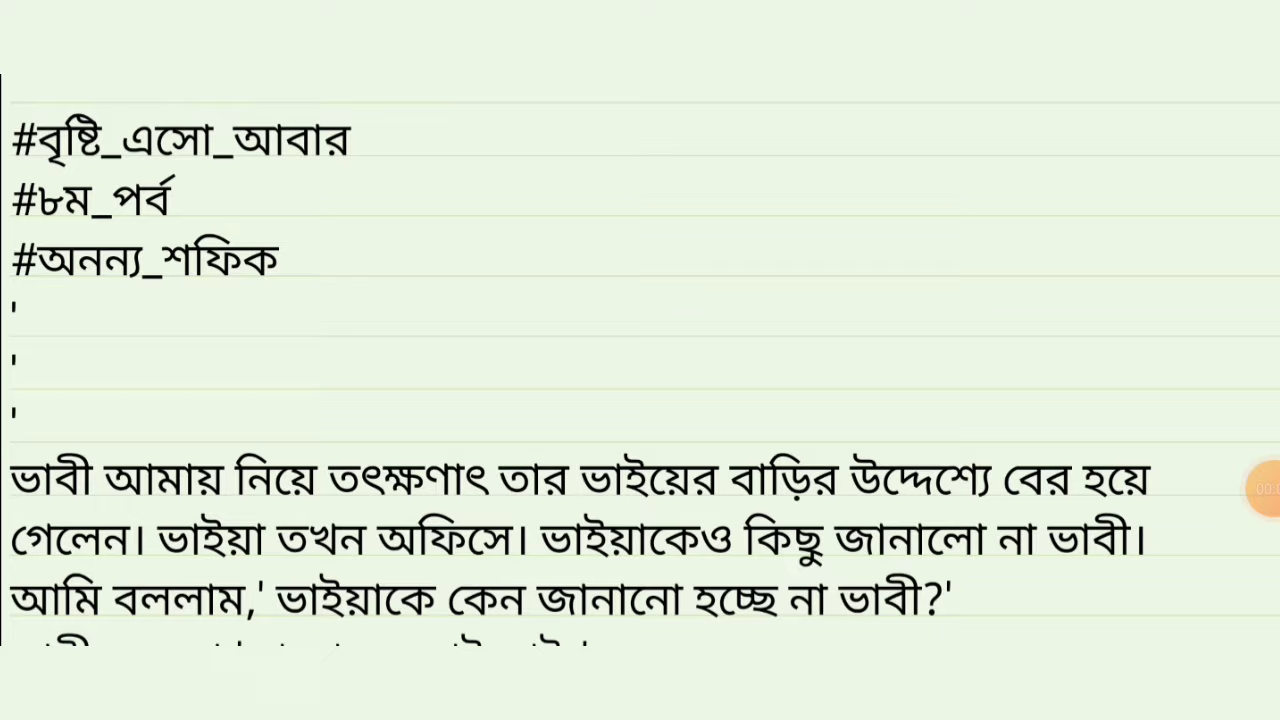 #বৃষ্টি_এসো_আবার
#৮ম_পর্ব
#অনন্য_শফিক
'
'
'
ভাবী আমায় নিয়ে তৎক্ষণাৎ তার ভাইয়ের বাড়ির উদ্দেশ্যে বের হয়ে
গেলেন। ভাইয়া তখন অফিসে। ভাইয়াকেও কিছু জানালো না ভাবী।
আমি বললাম,' ভাইয়াকে কেন জানানো হচ্ছে না ভাবী?'